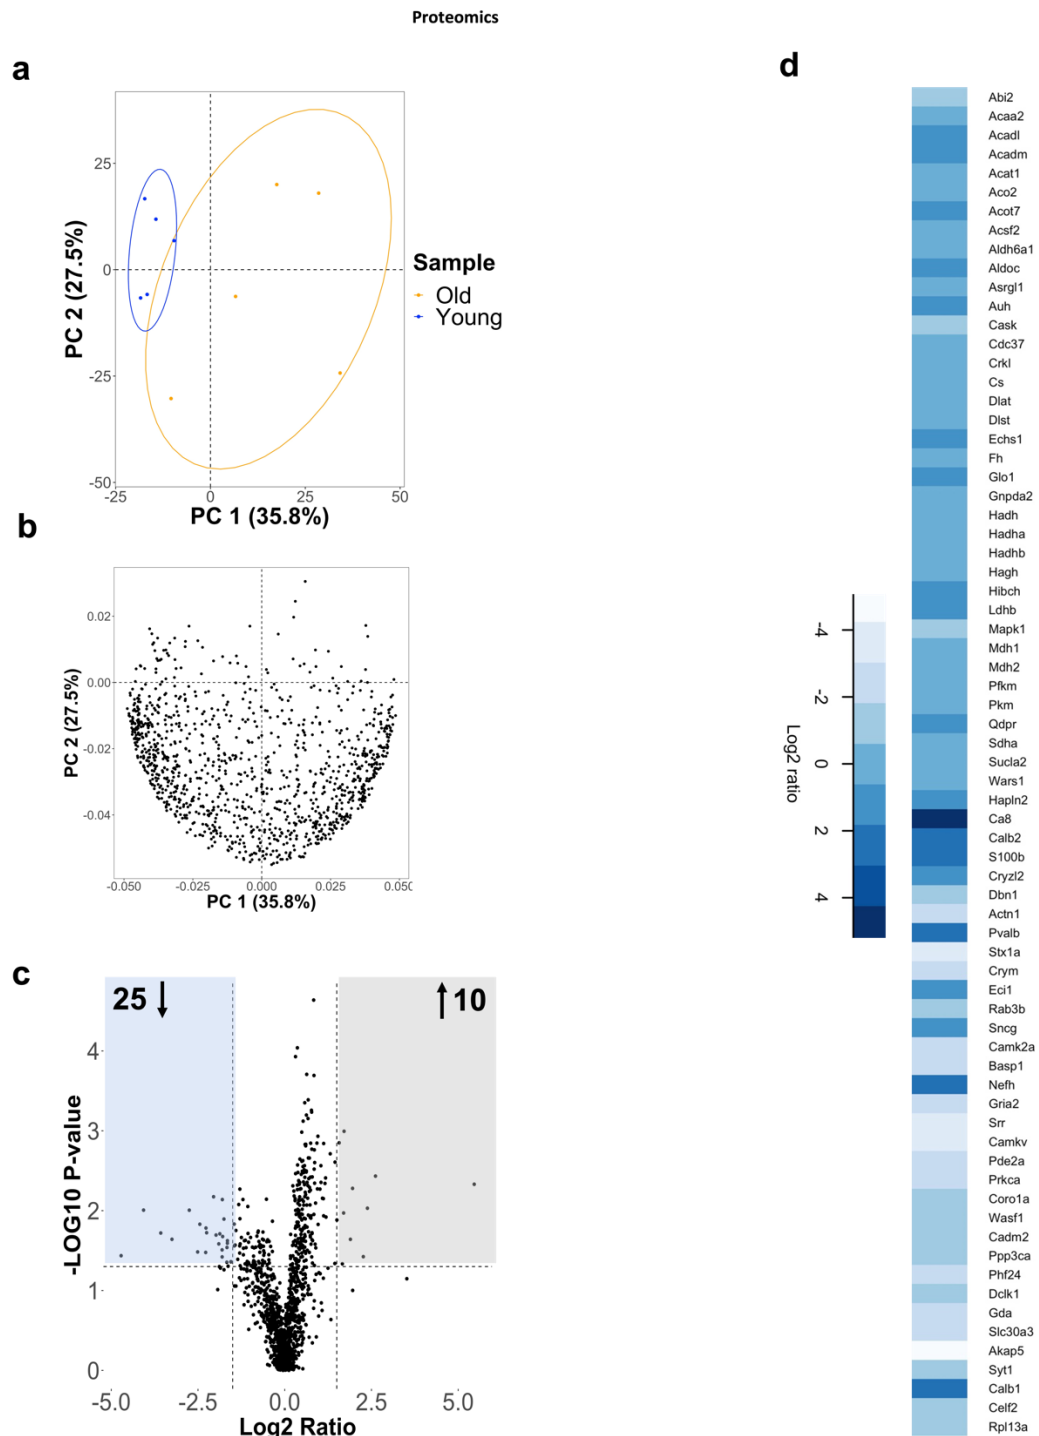 Proteomics
a
25
0
-25
-50
-25
0
25
50
PC 2 (27.5%)
PC 1 (35.8%)
Sample
Old
Young
b
0.02
0.00
-0.02
-0.04
-0.050
-0.025
0.000
0.025
0.050
PC 2 (27.5%)
PC 1 (35.8%)
c
25
10
4
3
2
1
0
-5.0
-2.5
0.0
2.5
5.0
-LOG10 P-value
Log2 Ratio
d
-4
-2
0
2
4
Log2 ratio
Abi2
Acaa2
Acadl
Acadm
Acat1
Aco2
Acot7
Acsf2
Aldh6a1
Aldoc
Asrgl1
Auh
Cask
Cdc37
Crkl
Cs
Dlat
Dlst
Echs1
Fh
Glo1
Gnpda2
Hadh
Hadha
Hadhb
Hagh
Hibch
Ldhb
Mapk1
Mdh1
Mdh2
Pfkm
Pkm
Qdpr
Sdha
Sucla2
Wars1
Hapln2
Ca8
Calb2
S100b
Cryzl2
Dbn1
Actn1
Pvalb
Stx1a
Crym
Eci1
Rab3b
Sncg
Camk2a
Basp1
Nefh
Gria2
Srr
Camkv
Pde2a
Prkca
Coro1a
Wasf1
Cadm2
Ppp3ca
Phf24
Dclk1
Gda
Slc30a3
Akap5
Syt1
Calb1
Celf2
Rpl13a